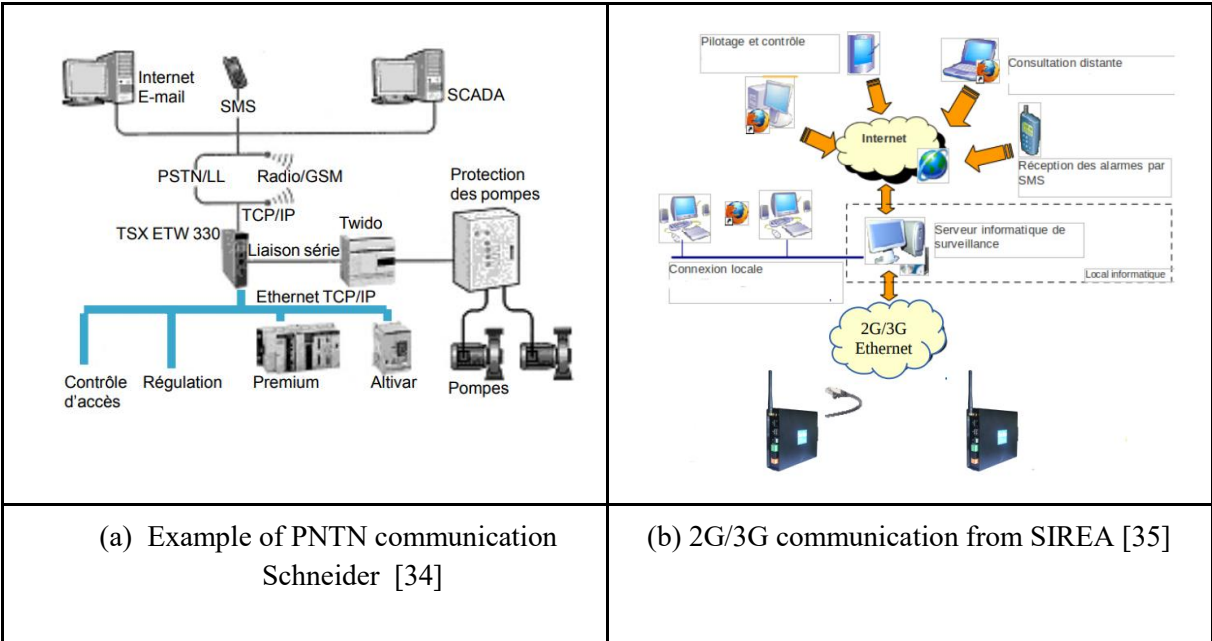 Internet
E-mail
SMS
SCADA
PSTN/LL
Radio/GSM
TCP/IP
TSX ETW 330
Liaison série
Twido
Protection
des pompes
Ethernet TCP/IP
Contrôle
d'accès
Régulation
Premium
Altivar
Pompes
Pilotage et contrôle
Consultation distante
Internet
Réception des alarmes par
SMS
Serveur informatique de
surveillance
Local informatique
Connexion locale
2G/3G
Ethernet
(a) Example of PNTN communication
Schneider [34]
(b) 2G/3G communication from SIREA [35]